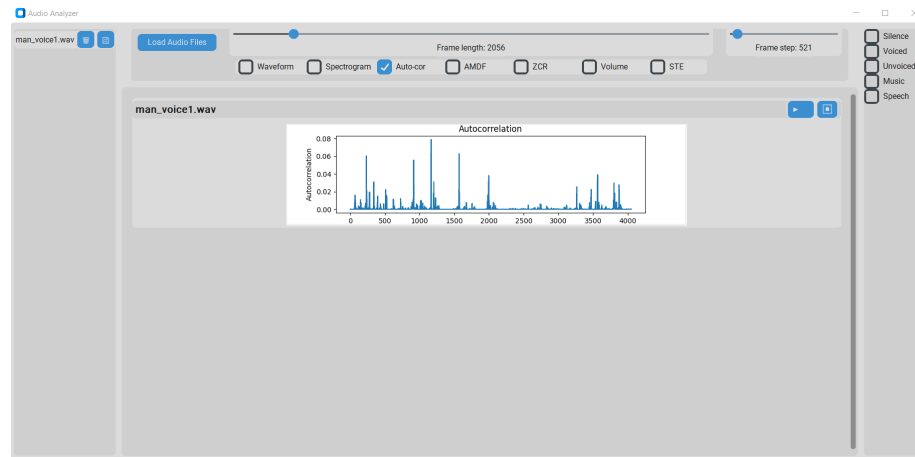 Audio Analyzer
man_voice1.wav
Load Audio Files
Frame length: 2056
Frame step: 521
Waveform Spectrogram Auto-cor AMDF ZCR Volume STE
Silence
Voiced
Unvoiced
Music
Speech
man_voice1.wav
Autocorrelation
Autocorrelation
0.08
0.06
0.04
0.02
0.00
0 500 1000 1500 2000 2500 3000 3500 4000